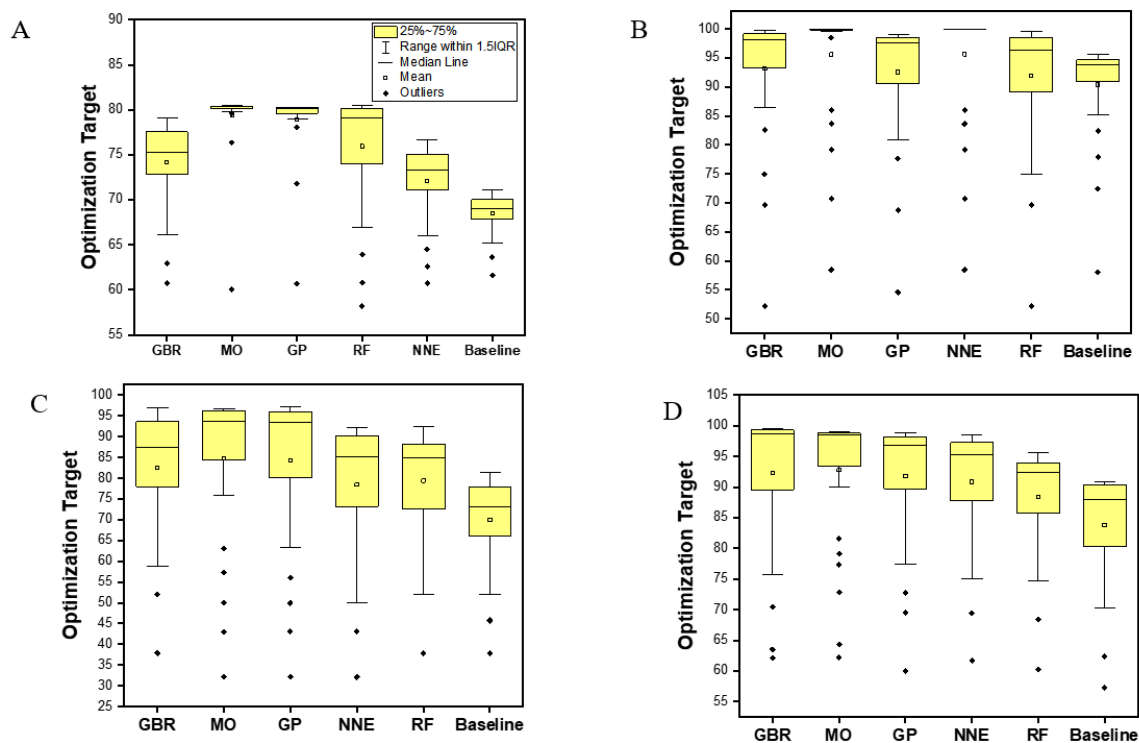 A
Optimization Target
90
85
80
75
70
65
60
55
25%~75%
Range within 1.5IQR
Median Line
Mean
Outliers
GBR MO GP RF NNE Baseline
B
Optimization Target
100
95
90
85
80
75
70
65
60
55
50
GBR MO GP NNE RF Baseline
C
Optimization Target
100
95
90
85
80
75
70
65
60
55
50
45
40
35
30
25
GBR MO GP NNE RF Baseline
D
Optimization Target
105
100
95
90
85
80
75
70
65
60
55
GBR MO GP NNE RF Baseline